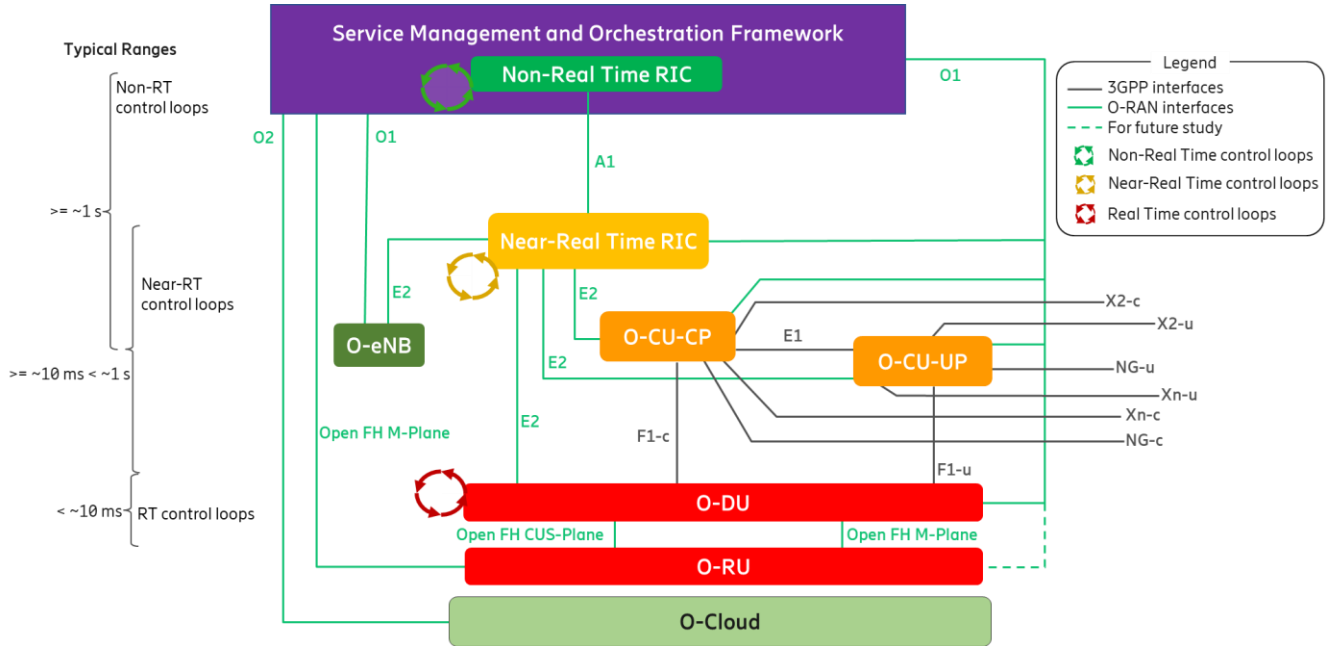 Service Management and Orchestration Framework
Typical Ranges
Non-Real Time RIC
Non-RT
control loops
O1
Legend
3GPP interfaces
O-RAN interfaces
For future study
Non-Real Time control loops
Near-Real Time control loops
Real Time control loops
O2
O1
A1
>= ~1 s
Near-Real Time RIC
Near-RT
control loops
E2
E2
X2-c
X2-u
O-eNB
O-CU-CP
E1
O-CU-UP
E2
>= ~10 ms < ~1s
NG-u
Xn-u
Xn-c
NG-c
E2
Open FH M-Plane
F1-c
F1-u
< ~10 ms
RT control loops
O-DU
Open FH CUS-Plane
Open FH M-Plane
O-RU
O-Cloud